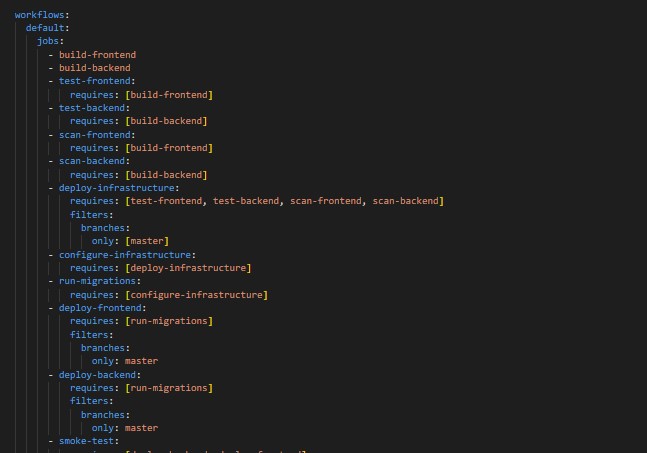 workflows:
default:
jobs:
- build-frontend
- build-backend
- test-frontend:
requires: [build-frontend]
- test-backend:
requires: [build-backend]
- scan-frontend:
requires: [build-frontend]
- scan-backend:
requires: [build-backend]
- deploy-infrastructure:
requires: [test-frontend, test-backend, scan-frontend, scan-backend]
filters:
branches:
only: [master]
- configure-infrastructure:
requires: [deploy-infrastructure]
- run-migrations:
requires: [configure-infrastructure]
- deploy-frontend:
requires: [run-migrations]
filters:
branches:
only: master
- deploy-backend:
requires: [run-migrations]
filters:
branches:
only: master
- smoke-test: